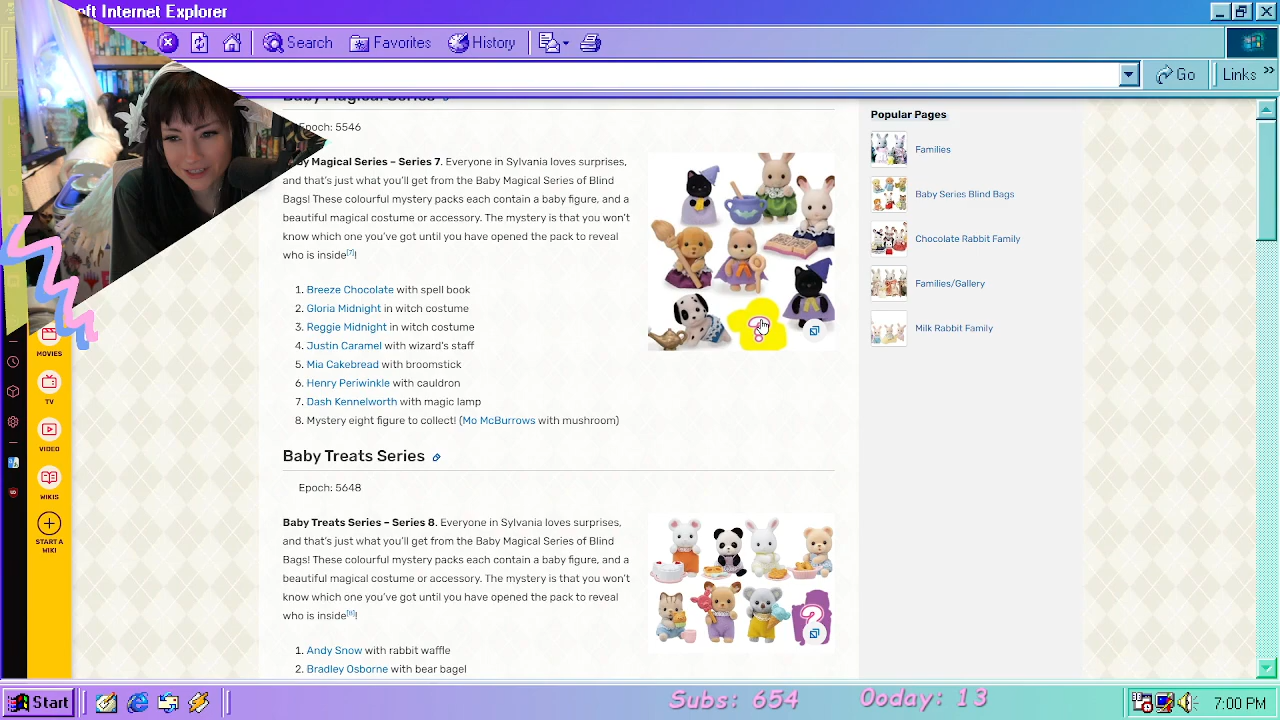 oft Internet Explorer
Search
Favorites
History
Go
Links
Baby Magical Series
Epoch: 5546
y Magical Series – Series 7. Everyone in Sylvania loves surprises,
and that's just what you'll get from the Baby Magical Series of Blind
Bags! These colourful mystery packs each contain a baby figure, and a
beautiful magical costume or accessory. The mystery is that you won't
know which one you've got until you have opened the pack to reveal
who is inside[7]!
1. Breeze Chocolate with spell book
2. Gloria Midnight in witch costume
3. Reggie Midnight in witch costume
4. Justin Caramel with wizard's staff
5. Mia Cakebread with broomstick
6. Henry Periwinkle with cauldron
7. Dash Kennelworth with magic lamp
8. Mystery eight figure to collect! (Mo McBurrows with mushroom)
Baby Treats Series
Epoch: 5648
Baby Treats Series – Series 8. Everyone in Sylvania loves surprises,
and that's just what you'll get from the Baby Magical Series of Blind
Bags! These colourful mystery packs each contain a baby figure, and a
beautiful magical costume or accessory. The mystery is that you won't
know which one you've got until you have opened the pack to reveal
who is inside[8]!
1. Andy Snow with rabbit waffle
2. Bradley Osborne with bear bagel
?
Popular Pages
Families
Baby Series Blind Bags
Chocolate Rabbit Family
Families/Gallery
Milk Rabbit Family
MOVIES
TV
VIDEO
WIKIS
START A
WIKI
Start
Subs: 654
Ooday: 13
7:00 PM